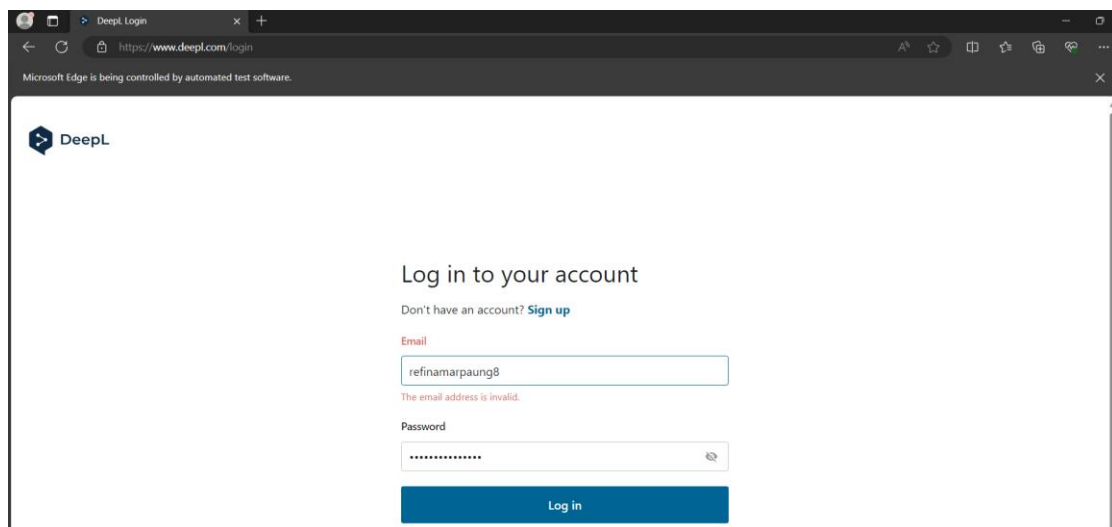 DeepL Login
https://www.deepl.com/login
Microsoft Edge is being controlled by automated test software.
DeepL
Log in to your account
Don't have an account? Sign up
Email
refinamarpaung8
The email address is invalid.
Password
•••••••••••••••
Log in